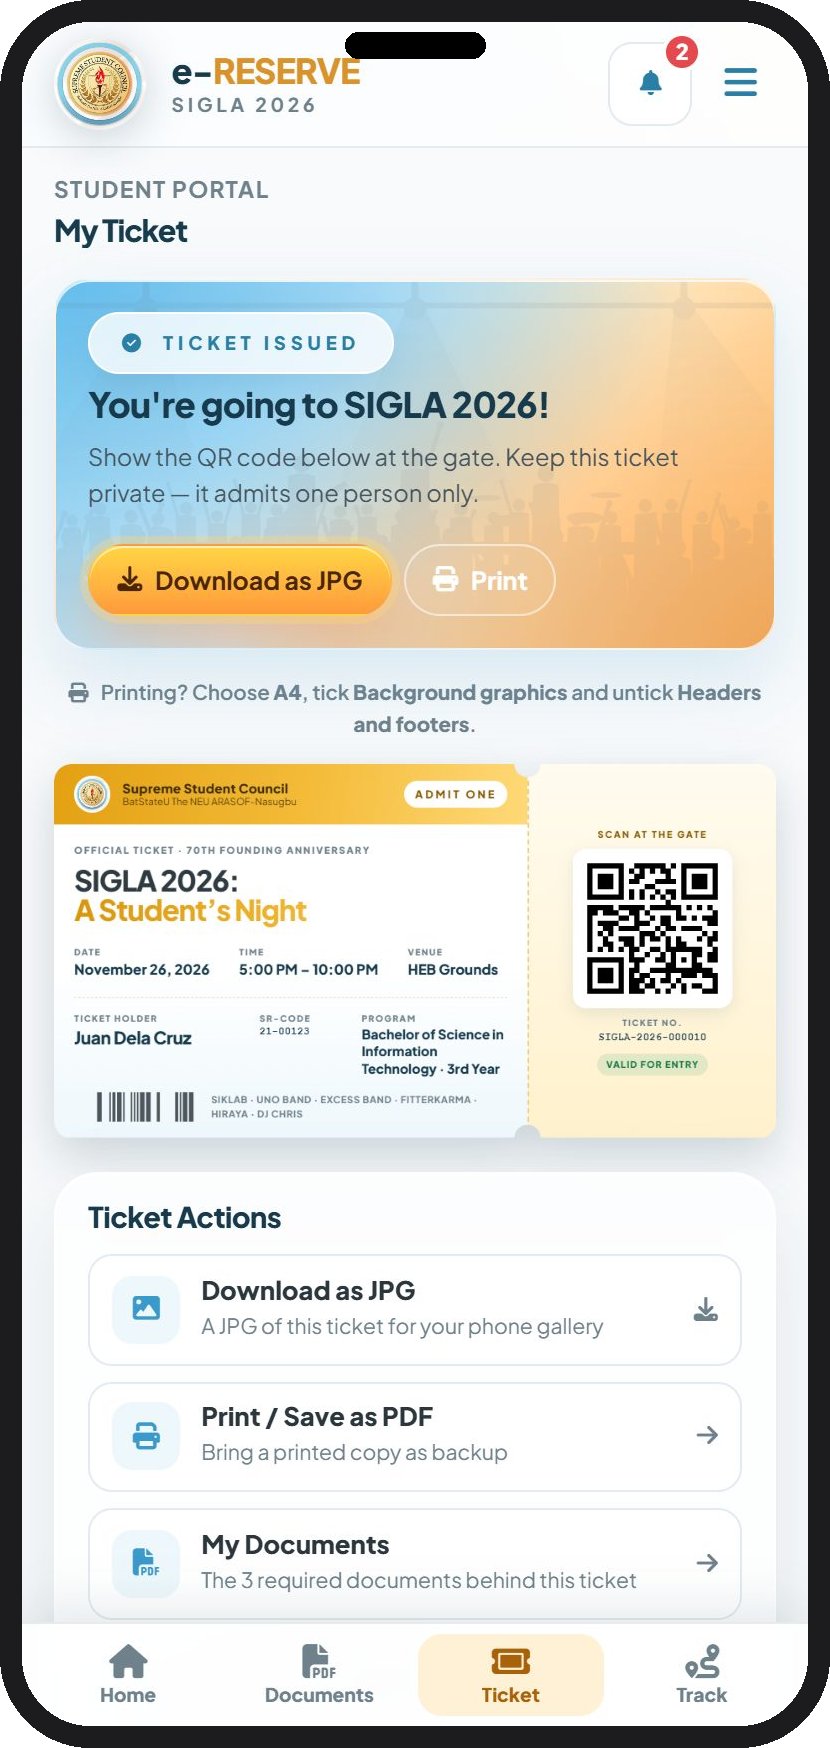 e-RESERVE
SIGLA 2026
2
STUDENT PORTAL
My Ticket
TICKET ISSUED
You're going to SIGLA 2026!
Show the QR code below at the gate. Keep this ticket
private — it admits one person only.
Download as JPG
Print
Printing? Choose A4, tick Background graphics and untick Headers
and footers.
Supreme Student Council
BatStateU The NEU ARASOF-Nasugbu
ADMIT ONE
OFFICIAL TICKET · 70TH FOUNDING ANNIVERSARY
SIGLA 2026:
A Student’s Night
DATE
November 26, 2026
TIME
5:00 PM – 10:00 PM
VENUE
HEB Grounds
TICKET HOLDER
Juan Dela Cruz
SR-CODE
21-00123
PROGRAM
Bachelor of Science in
Information
Technology · 3rd Year
SIKLAB · UNO BAND · EXCESS BAND · FITTERKARMA ·
HIRAYA · DJ CHRIS
SCAN AT THE GATE
TICKET NO.
SIGLA-2026-000010
VALID FOR ENTRY
Ticket Actions
Download as JPG
A JPG of this ticket for your phone gallery
Print / Save as PDF
Bring a printed copy as backup
PDF
My Documents
The 3 required documents behind this ticket
Home
PDF
Documents
Ticket
Track